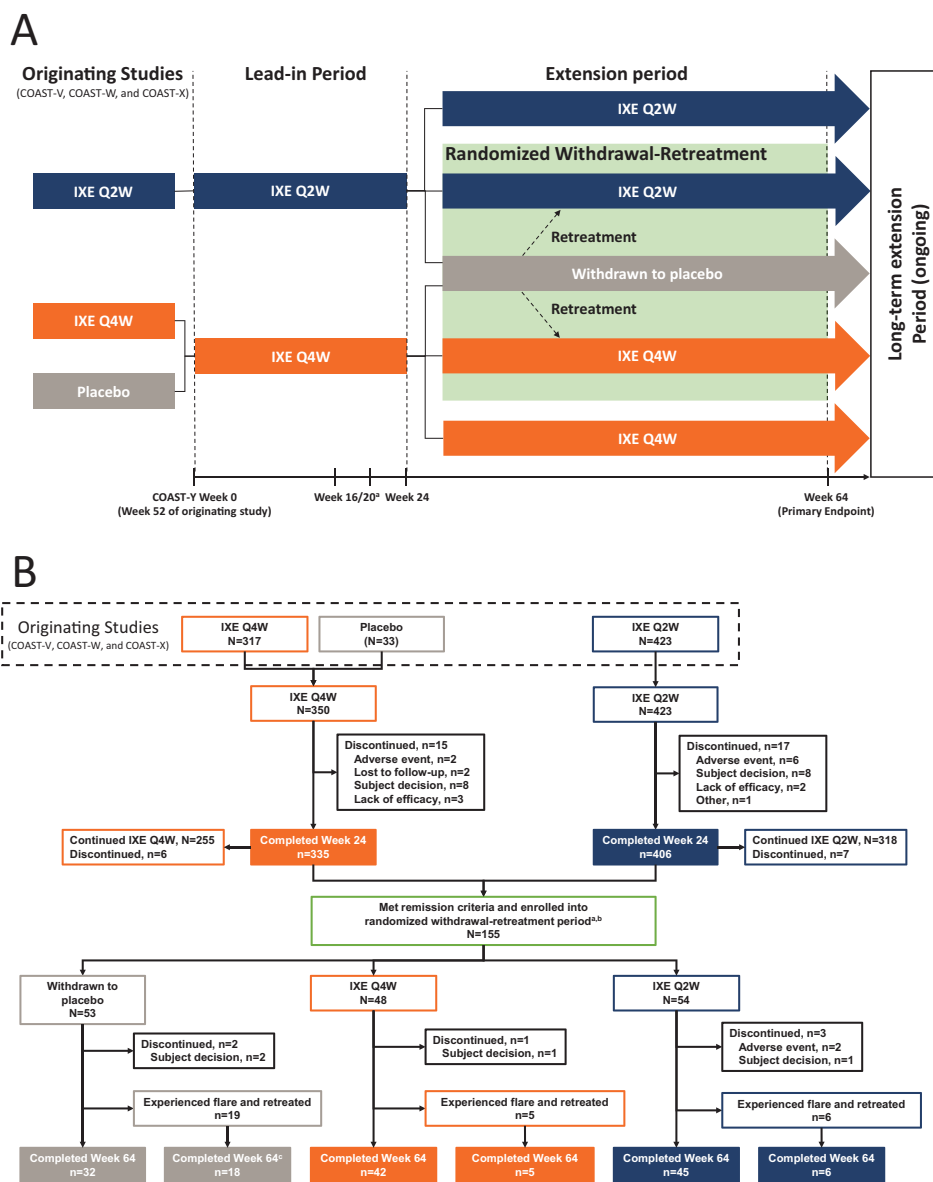 A
Originating Studies
(COAST-V, COAST-W, and COAST-X)
Lead-in Period
Extension period
IXE Q2W
Randomized Withdrawal-Retreatment
IXE Q2W
IXE Q2W
IXE Q2W
Retreatment
Withdrawn to placebo
Retreatment
IXE Q4W
Placebo
IXE Q4W
IXE Q4W
IXE Q4W
Long-term extension
Period (ongoing)
COAST-Y Week 0
(Week 52 of originating study)
Week 16/20ᵃ
Week 24
Week 64
(Primary Endpoint)
B
Originating Studies
(COAST-V, COAST-W, and COAST-X)
IXE Q4W
N=317
Placebo
(N=33)
IXE Q2W
N=423
IXE Q4W
N=350
IXE Q2W
N=423
Discontinued, n=15
Adverse event, n=2
Lost to follow-up, n=2
Subject decision, n=8
Lack of efficacy, n=3
Discontinued, n=17
Adverse event, n=6
Subject decision, n=8
Lack of efficacy, n=2
Other, n=1
Continued IXE Q4W, N=255
Discontinued, n=6
Completed Week 24
n=335
Completed Week 24
n=406
Continued IXE Q2W, N=318
Discontinued, n=7
Met remission criteria and enrolled into
randomized withdrawal-retreatment periodᵃ,ᵇ
N=155
Withdrawn to
placebo
N=53
IXE Q4W
N=48
IXE Q2W
N=54
Discontinued, n=2
Subject decision, n=2
Discontinued, n=1
Subject decision, n=1
Discontinued, n=3
Adverse event, n=2
Subject decision, n=1
Experienced flare and retreated
n=19
Experienced flare and retreated
n=5
Experienced flare and retreated
n=6
Completed Week 64
n=32
Completed Week 64ᶜ
n=18
Completed Week 64
n=42
Completed Week 64
n=5
Completed Week 64
n=45
Completed Week 64
n=6